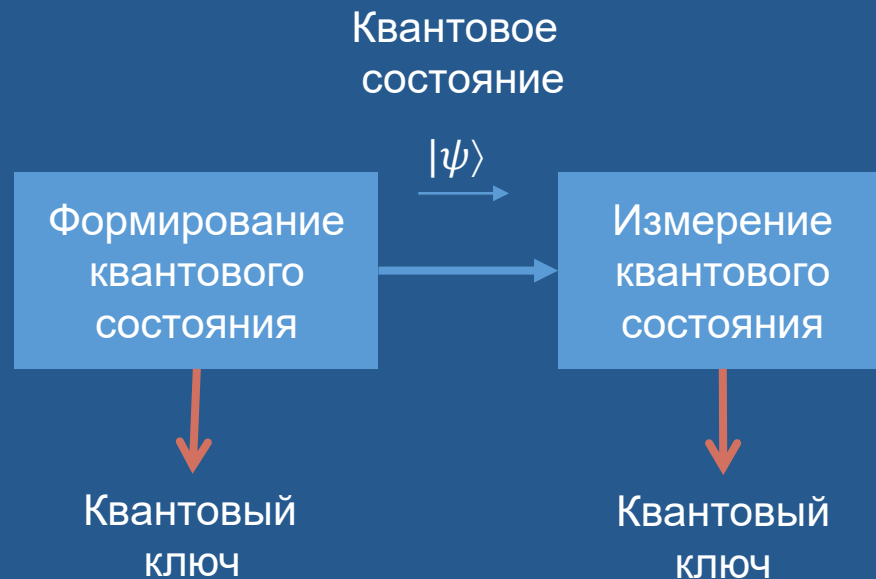 Квантовое
состояние
|ψ⟩
Формирование
квантового
состояния
Измерение
квантового
состояния
Квантовый
ключ
Квантовый
ключ